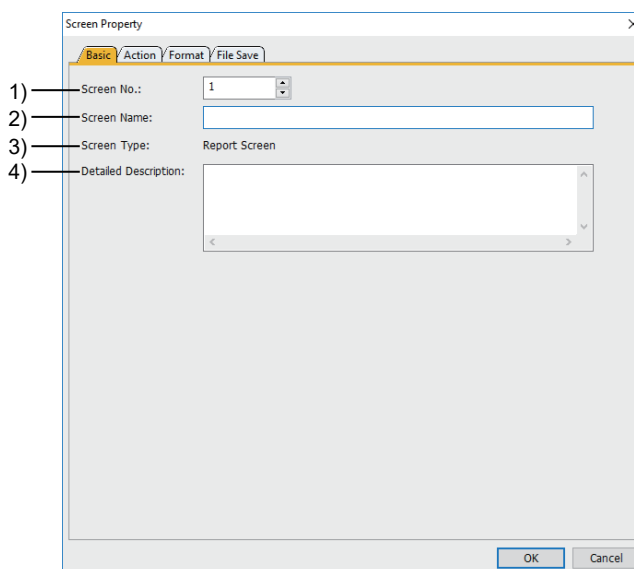 Screen Property
Basic Action Format File Save
1) Screen No.: 1
2) Screen Name:
3) Screen Type: Report Screen
4) Detailed Description:
OK Cancel